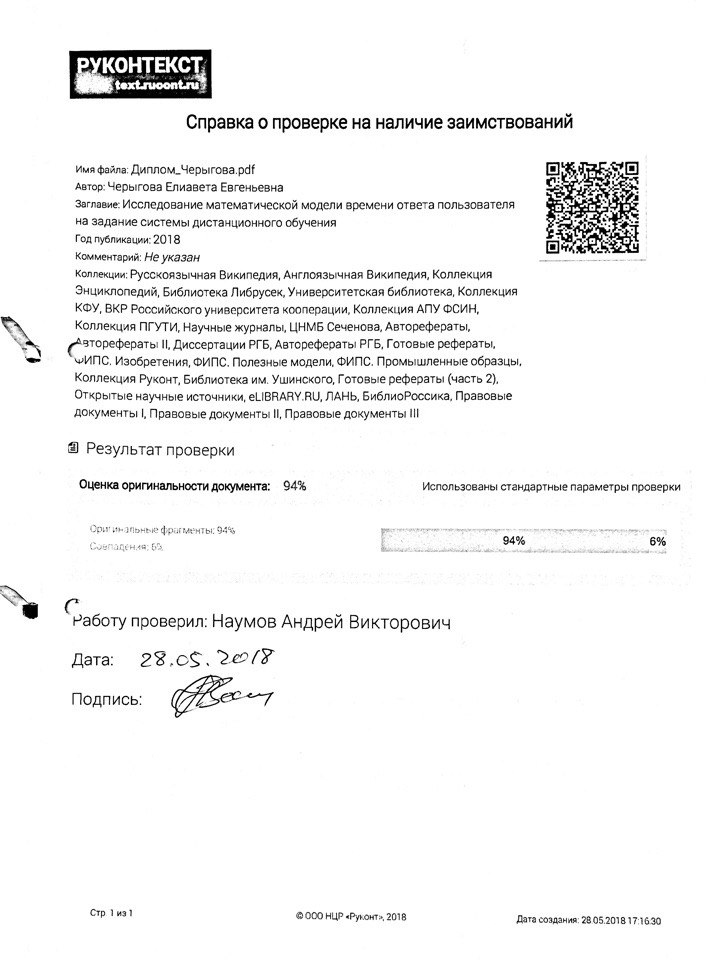 РУКОНТЕКСТ
text.rucont.ru
Справка о проверке на наличие заимствований
Имя файла: Диплом_Черыгова.pdf
Автор: Черыгова Елиавета Евгеньевна
Заглавие: Исследование математической модели времени ответа пользователя
на задание системы дистанционного обучения
Год публикации: 2018
Комментарий: Не указан
Коллекции: Русскоязычная Википедия, Англоязычная Википедия, Коллекция
Энциклопедий, Библиотека Либрусек, Университетская библиотека, Коллекция
КФУ, ВКР Российского университета кооперации, Коллекция АПУ ФСИН,
Коллекция ПГУТИ, Научные журналы, ЦНМБ Сеченова, Авторефераты,
Авторефераты II, Диссертации РГБ, Авторефераты РГБ, Готовые рефераты,
ФИПС. Изобретения, ФИПС. Полезные модели, ФИПС. Промышленные образцы,
Коллекция Руконт, Библиотека им. Ушинского, Готовые рефераты (часть 2),
Открытые научные источники, eLIBRARY.RU, ЛАНЬ, БиблиоРоссика, Правовые
документы I, Правовые документы II, Правовые документы III
Результат проверки
Оценка оригинальности документа: 94% Использованы стандартные параметры проверки
Оригинальные фрагменты: 94%
Совпадения: 6%
94% 6%
Работу проверил: Наумов Андрей Викторович
Дата: 28.05.2018
Подпись:
Стр. 1 из 1 © ООО НЦР «Руконт», 2018 Дата создания: 28.05.2018 17:16:30